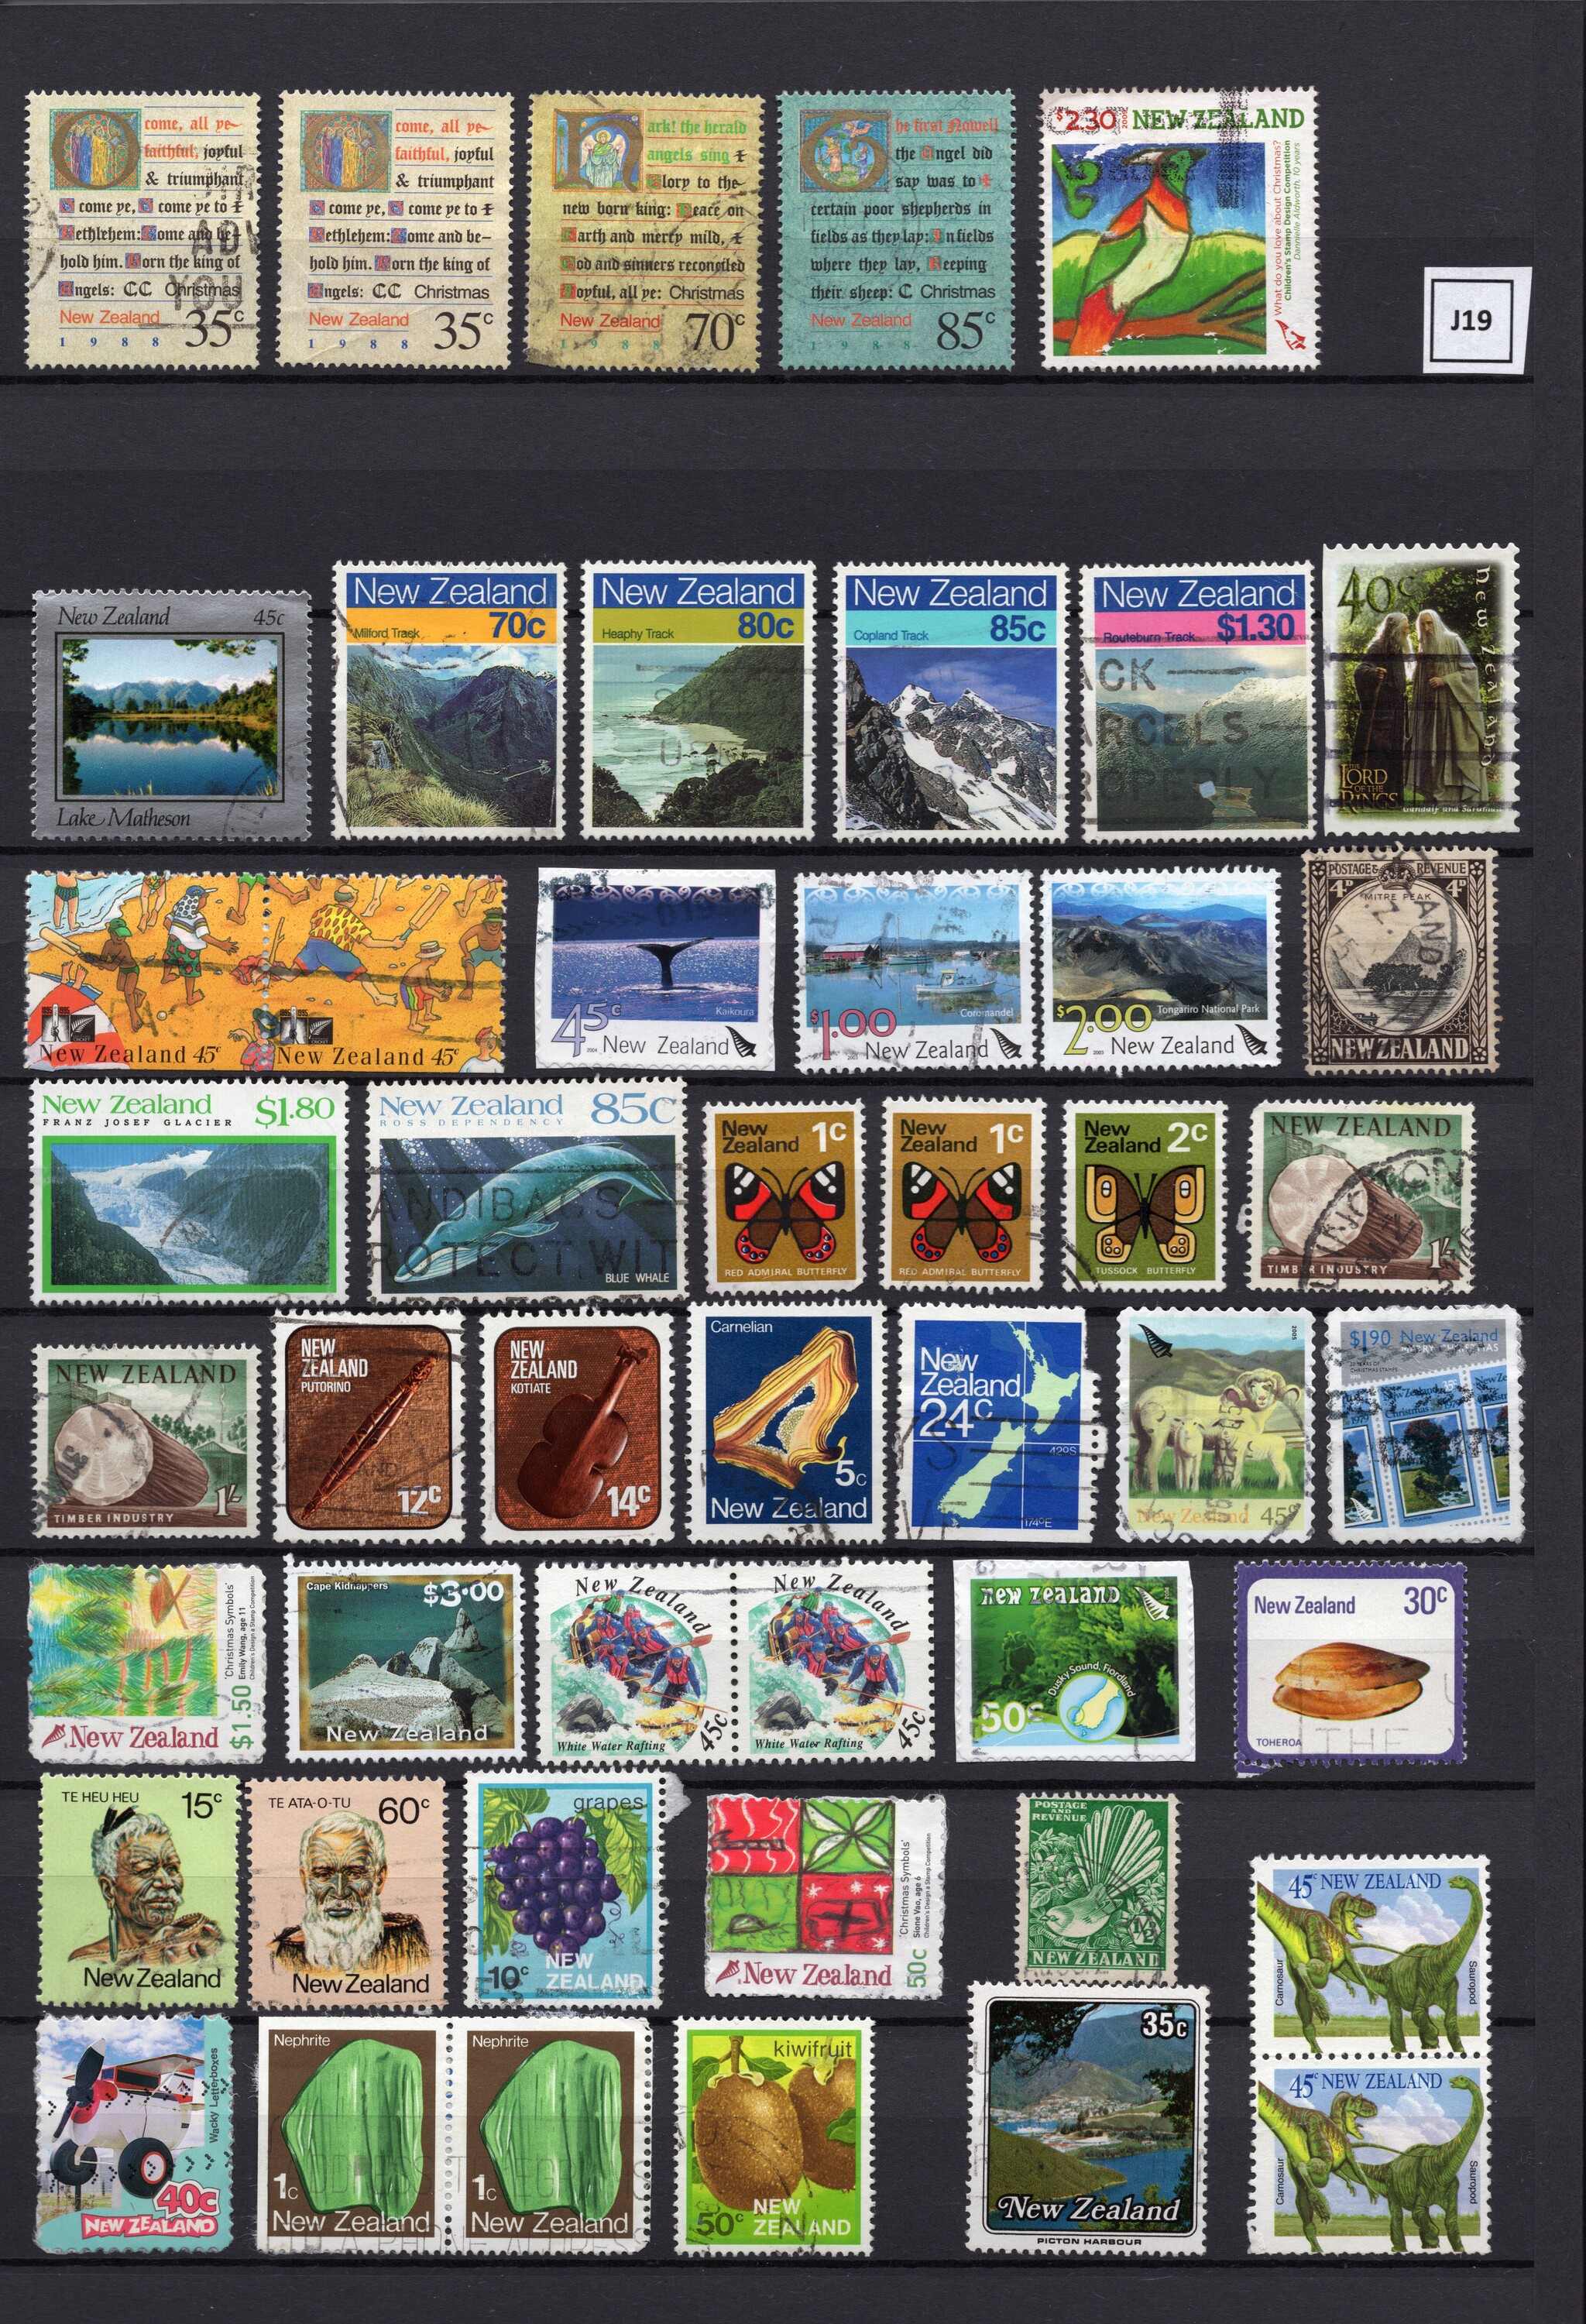 come, all ye
faithful, joyful
& triumphant
come ye, come ye to
Bethlehem: Come and be-
hold him. Born the king of
Angels: CC Christmas
New Zealand 35c
1988
come, all ye
faithful, joyful
& triumphant
come ye, come ye to
Bethlehem: Come and be-
hold him. Born the king of
Angels: CC Christmas
New Zealand 35c
1988
Hark! the herald
angels sing
Glory to the
new born king: Peace on
Earth and mercy mild,
God and sinners reconciled
Joyful, all ye: Christmas
New Zealand 70c
1988
The first Nowell
the Angel did
say was to
certain poor shepherds in
fields as they lay: In fields
where they lay, Keeping
their sheep: C Christmas
New Zealand 85c
1988
$2.30 2009 NEW ZEALAND
What do you love about Christmas?
Children's Stamp Design Competition
Dannielle Aldworth, 10 years
J19
New Zealand 45c
Lake Matheson
New Zealand
Milford Track 70c
New Zealand
Heaphy Track 80c
New Zealand
Copland Track 85c
New Zealand
Routeburn Track $1.30
ACK
ARCELS
ROPERLY
40c
New Zealand
THE
LORD
OF THE
RINGS
Gandalf and Saruman
New Zealand 45c
New Zealand 45c
Kaikoura
45c 2004 New Zealand
Coromandel
$1.00 2003 New Zealand
Tongariro National Park
$2.00 2003 New Zealand
POSTAGE & REVENUE
4D 4D
MITRE PEAK
NEW ZEALAND
New Zealand $1.80
FRANZ JOSEF GLACIER
New Zealand 85c
ROSS DEPENDENCY
ANDIBAGS
ROTECT WIT
BLUE WHALE
New
Zealand 1c
RED ADMIRAL BUTTERFLY
New
Zealand 1c
RED ADMIRAL BUTTERFLY
New
Zealand 2c
TUSSOCK BUTTERFLY
NEW ZEALAND
1/-
TIMBER INDUSTRY
NEW ZEALAND
1/-
TIMBER INDUSTRY
NEW
ZEALAND
PUTORINO
12c
NEW
ZEALAND
KOTIATE
14c
Carnelian
5c
New Zealand
New
Zealand
24c
42ºS
174ºE
2005
New Zealand 45c
$1.90 New Zealand
New Zealand
$1.50
'Christmas Symbols'
Emily Wang, age 11
Children's Design a Stamp Competition
Cape Kidnappers $3.00
New Zealand
New Zealand
White Water Rafting 45c
New Zealand
White Water Rafting 45c
New Zealand
Dusky Sound, Fiordland
50c
New Zealand 30c
TOHEROA
TE HEU HEU 15c
New Zealand
TE ATA-O-TU 60c
New Zealand
grapes
10c NEW
ZEALAND
New Zealand
50c
'Christmas Symbols'
Sione Vao, age 6
Children's Design a Stamp Competition
POSTAGE
AND
REVENUE
1/2D
NEW ZEALAND
45c NEW ZEALAND
Carnosaur
Sauropod
45c NEW ZEALAND
Carnosaur
Sauropod
Wacky Letterboxes
40c
NEW ZEALAND
Nephrite
1c
New Zealand
Nephrite
1c
New Zealand
kiwifruit
50c NEW
ZEALAND
35c
New Zealand
PICTON HARBOUR